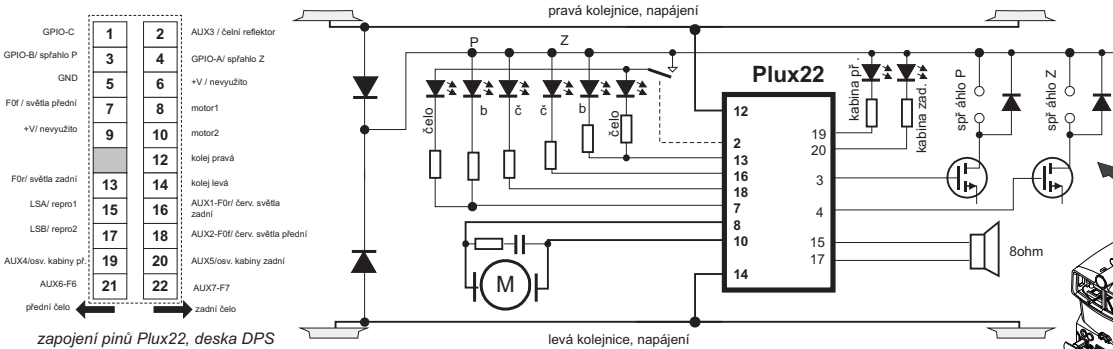 GPIO-C 1 2 AUX3 / čelní reflektor
GPIO-B/ spřahlo P 3 4 GPIO-A/ spřahlo Z
GND 5 6 +V / nevyužito
F0f / světla přední 7 8 motor1
+V/ nevyužito 9 10 motor2
12 kolej pravá
F0r/ světla zadní 13 14 kolej levá
LSA/ repro1 15 16 AUX1-F0r/ červ. světla
zadní
LSB/ repro2 17 18 AUX2-F0f/ červ. světla přední
AUX4/osv. kabiny př. 19 20 AUX5/osv. kabiny zadní
AUX6-F6 21 22 AUX7-F7
přední čelo zadní čelo
zapojení pinů Plux22, deska DPS
pravá kolejnice, napájení
P Z
čelo b č č b čelo
Plux22
12
2
13
16
18
7
8
10
14
19
20
3
4
15
17
kabina př.
kabina zad.
spř áhlo P
spř áhlo Z
M
8ohm
levá kolejnice, napájení